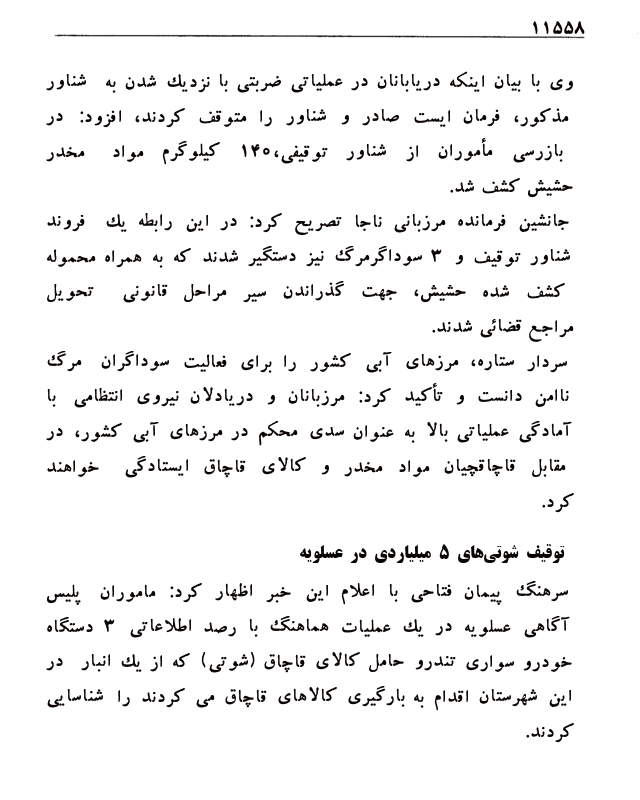 ۱۱۵۵۸
وی با بیان اینکه دریابانان در عملیاتی ضربتی با نزدیك شدن به شناور
مذکور، فرمان ایست صادر و شناور را متوقف کردند، افزود: در
بازرسی مأموران از شناور توقیفی،۱۴۰ کیلوگرم مواد مخدر
حشیش کشف شد.
جانشین فرمانده مرزبانی ناجا تصریح کرد: در این رابطه یك فروند
شناور توقیف و ۳ سوداگرمرگ نیز دستگیر شدند که به همراه محموله
کشف شده حشیش، جهت گذراندن سیر مراحل قانونی تحویل
مراجع قضائی شدند.
سردار ستاره، مرزهای آبی کشور را برای فعالیت سوداگران مرگ
ناامن دانست و تأکید کرد: مرزبانان و دریادلان نیروی انتظامی با
آمادگی عملیاتی بالا به عنوان سدی محکم در مرزهای آبی کشور، در
مقابل قاچاقچیان مواد مخدر و کالای قاچاق ایستادگی خواهند
کرد.
توقیف شوتی‌های ۵ میلیاردی در عسلویه
سرهنگ پیمان فتاحی با اعلام این خبر اظهار کرد: ماموران پلیس
آگاهی عسلویه در یك عملیات هماهنگ با رصد اطلاعاتی ۳ دستگاه
خودرو سواری تندرو حامل کالای قاچاق (شوتی) که از یك انبار در
این شهرستان اقدام به بارگیری کالاهای قاچاق می کردند را شناسایی
کردند.